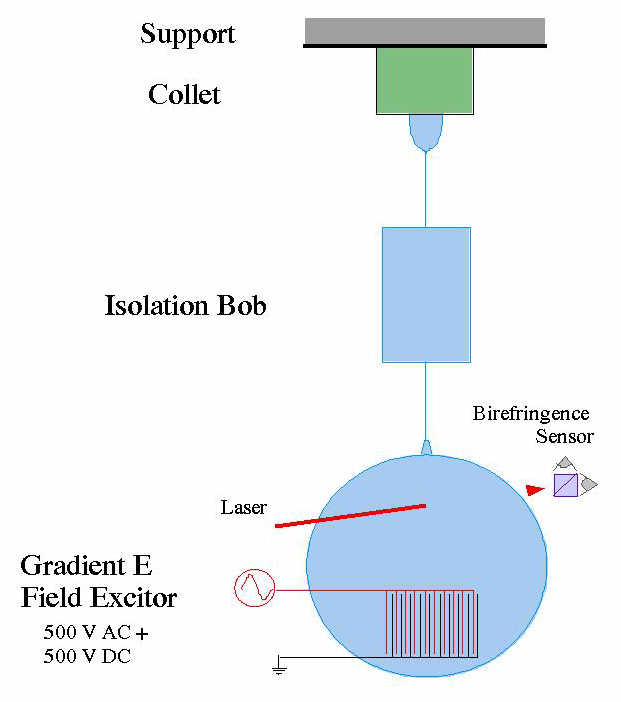 Support
Collet
Isolation Bob
Birefringence
Sensor
Laser
Gradient E
Field Excitor
500 V AC +
500 V DC